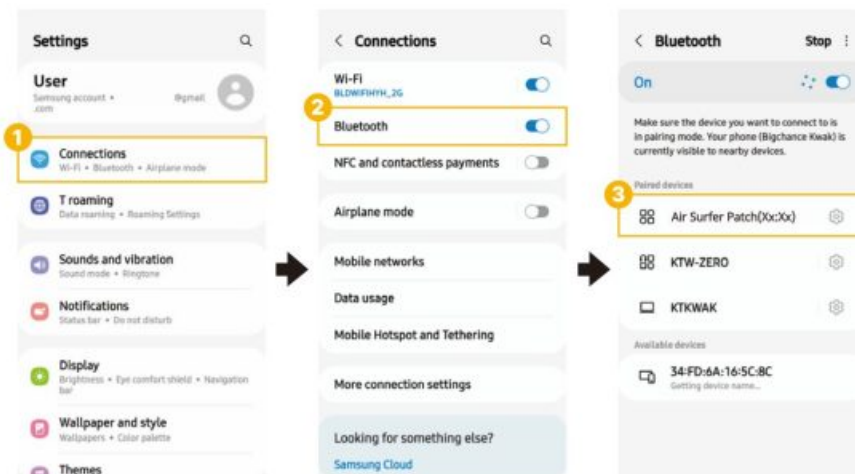 Settings
User
Samsung account • @gmail
.com
1
Connections
Wi-Fi • Bluetooth • Airplane mode
T roaming
Data roaming • Roaming Settings
Sounds and vibration
Sound mode • Ringtone
Notifications
Status bar • Do not disturb
Display
Brightness • Eye comfort shield • Navigation
bar
Wallpaper and style
Wallpapers • Color palette
Themes
< Connections
Wi-Fi
BLDWIFIHYH_2G
2
Bluetooth
NFC and contactless payments
Airplane mode
Mobile networks
Data usage
Mobile Hotspot and Tethering
More connection settings
Looking for something else?
Samsung Cloud
< Bluetooth Stop
On
Make sure the device you want to connect to is
in pairing mode. Your phone (Bigchance Kwak) is
currently visible to nearby devices.
Paired devices
3
Air Surfer Patch(Xx:Xx)
KTW-ZERO
KTKWAK
Available devices
34:FD:6A:16:5C:8C
Getting device name...